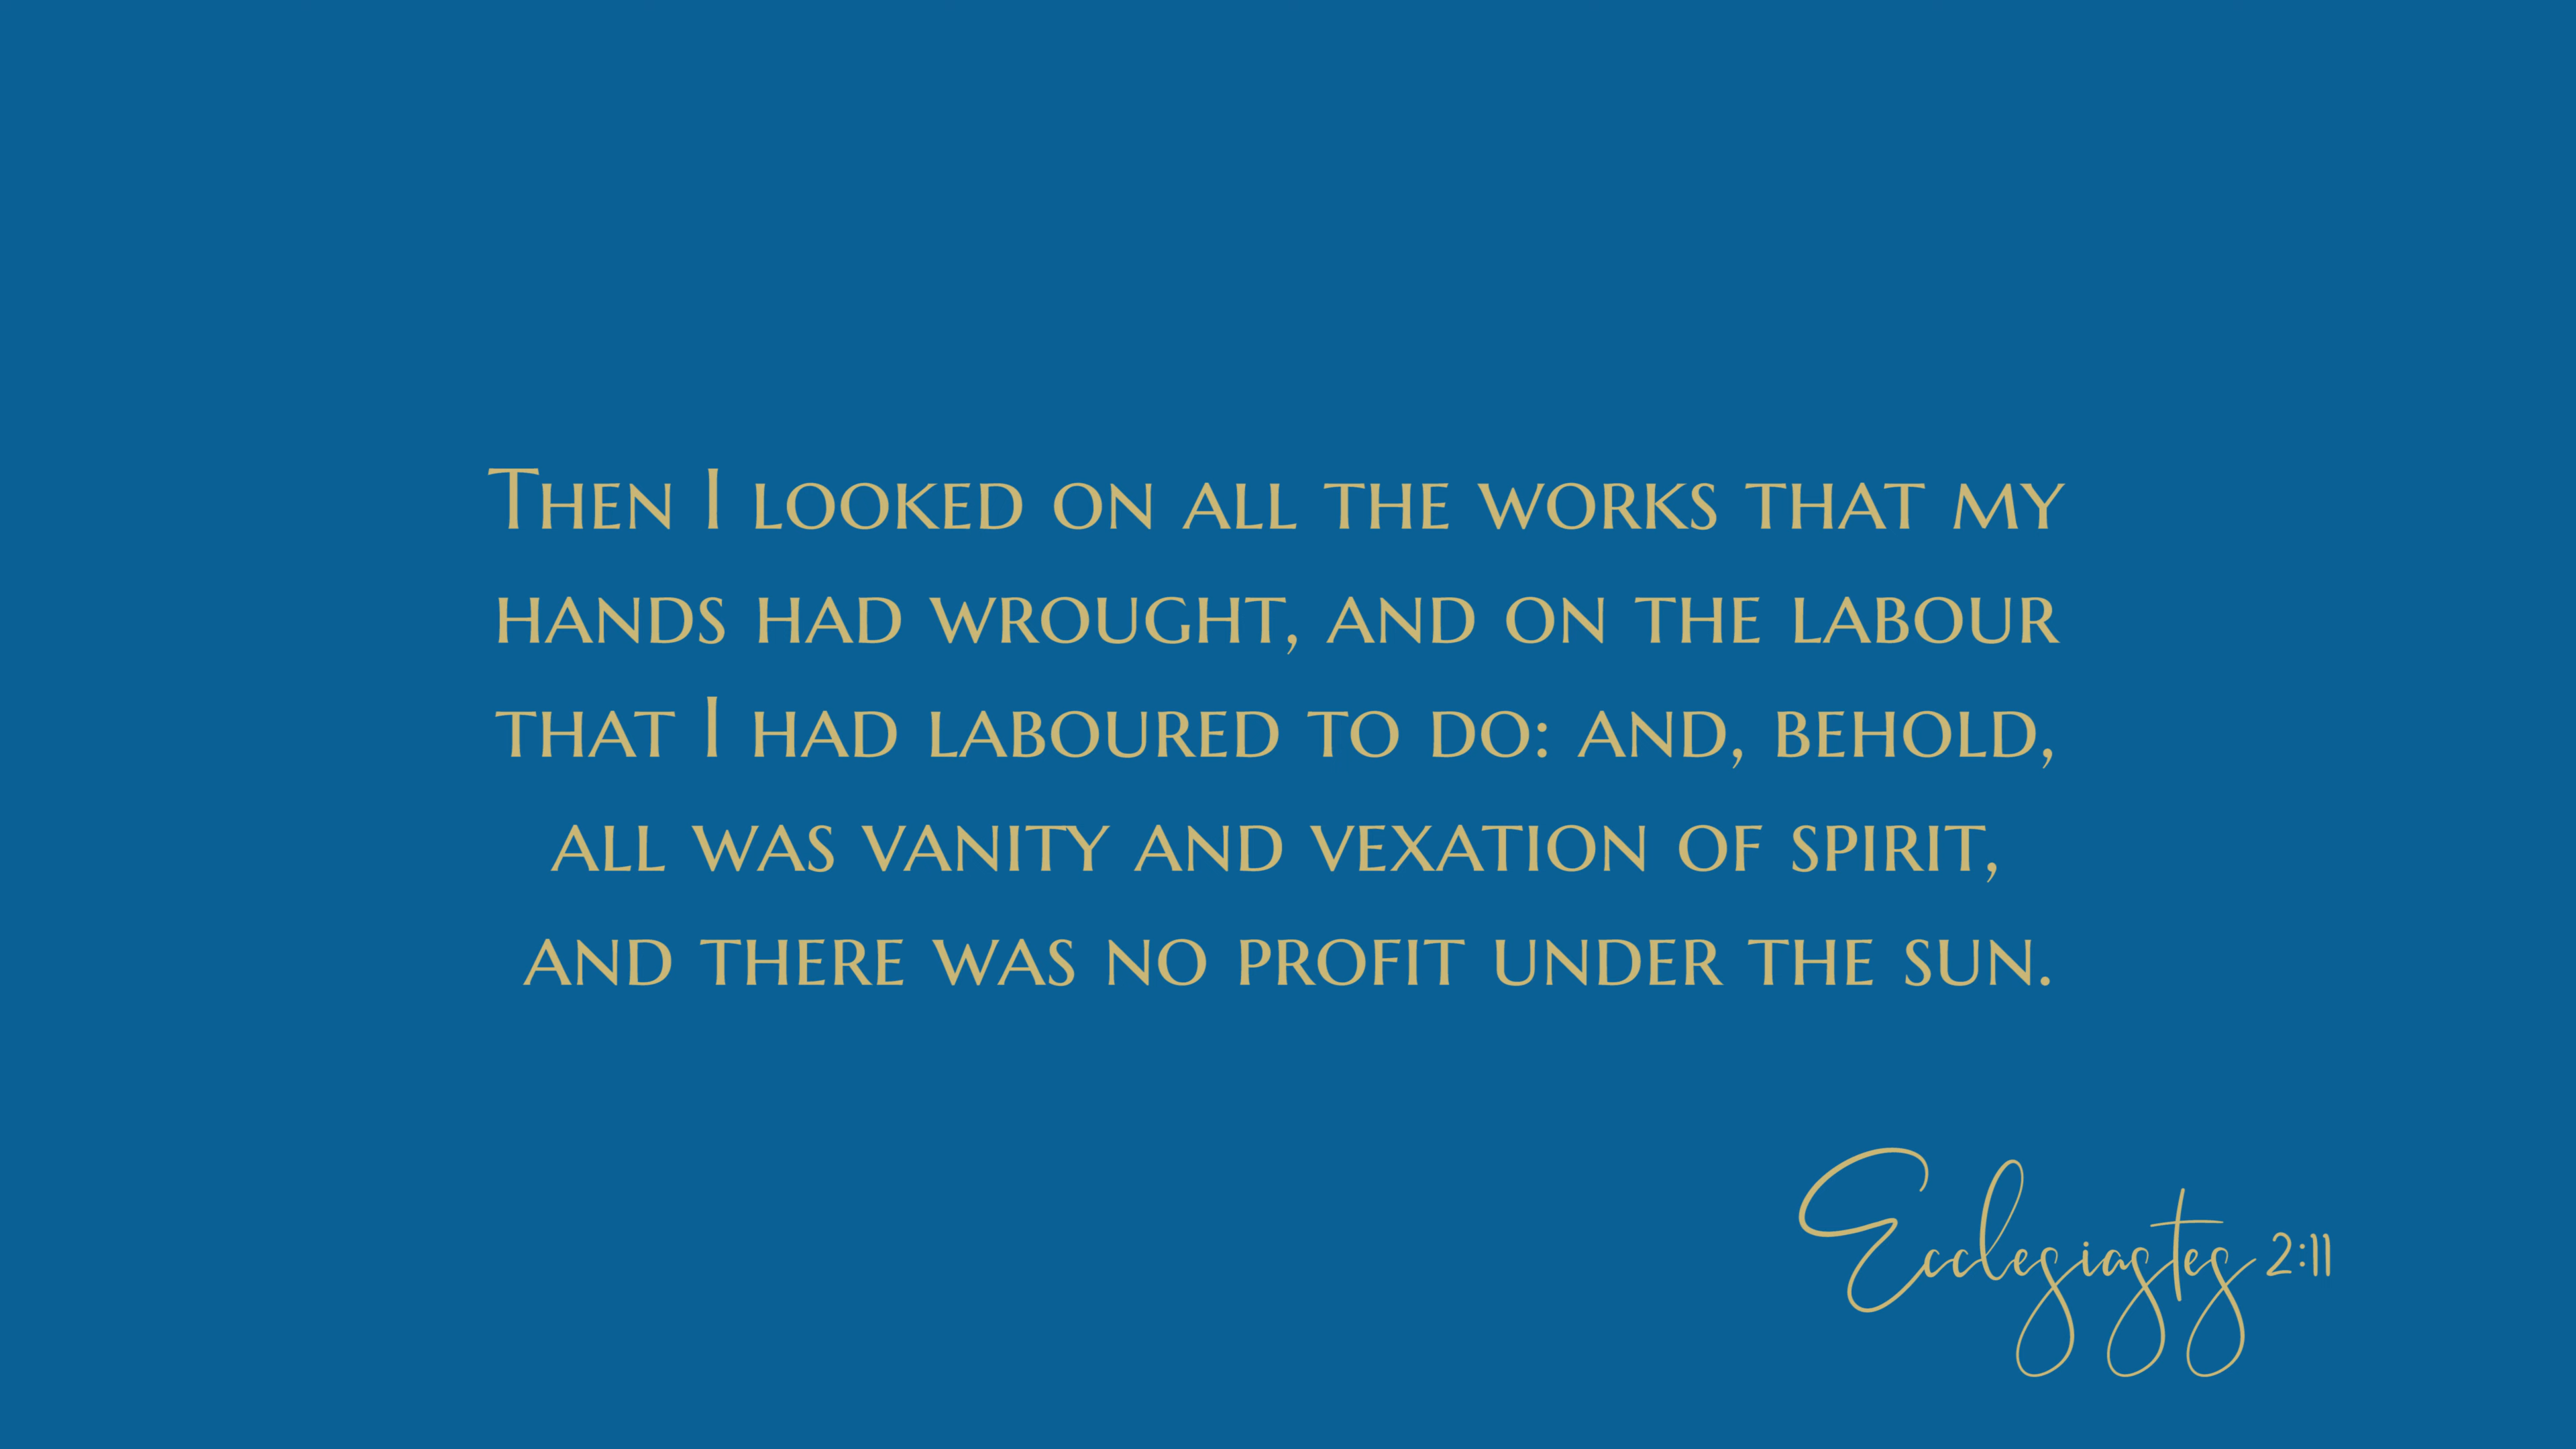 Then I looked on all the works that my
hands had wrought, and on the labour
that I had laboured to do: and, behold,
all was vanity and vexation of spirit,
and there was no profit under the sun.
Ecclesiastes 2:11